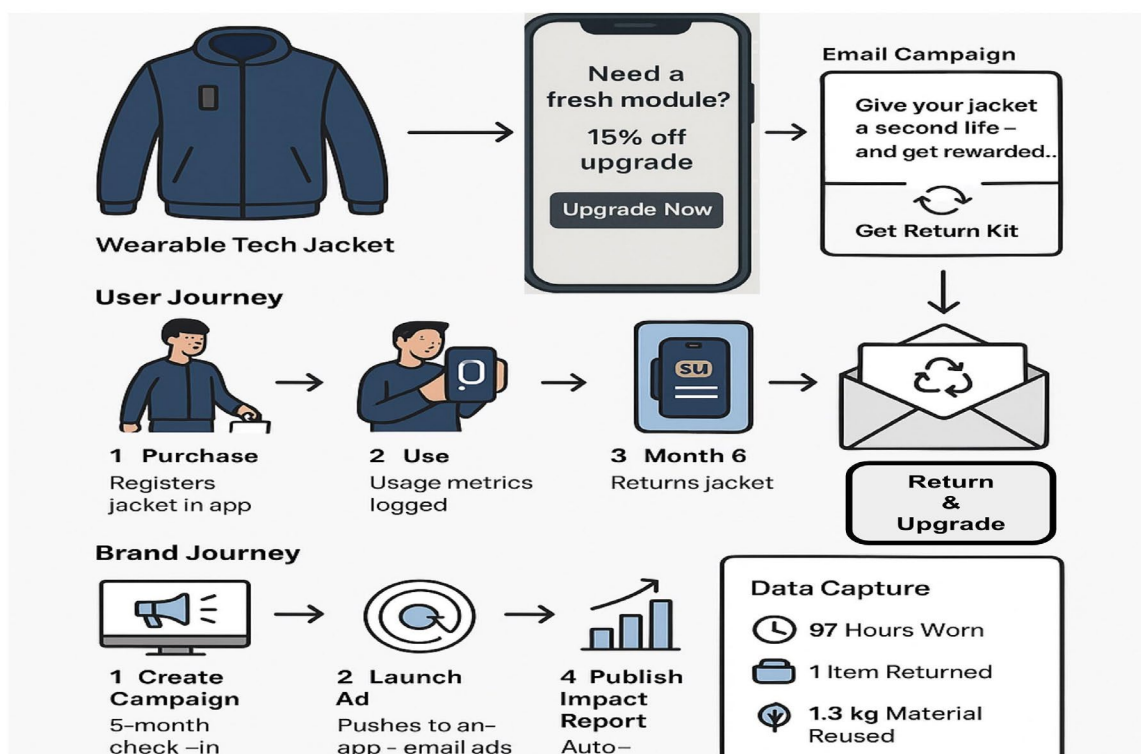 Need a
fresh module?
15% off
upgrade
Upgrade Now
Email Campaign
Give your jacket
a second life –
and get rewarded..
Get Return Kit
Wearable Tech Jacket
User Journey
su
1 Purchase
Registers
jacket in app
2 Use
Usage metrics
logged
3 Month 6
Returns jacket
Return
&
Upgrade
Brand Journey
1 Create
Campaign
5-month
check –in
2 Launch
Ad
Pushes to an-
app - email ads
4 Publish
Impact
Report
Auto–
Data Capture
97 Hours Worn
1 Item Returned
1.3 kg Material
Reused